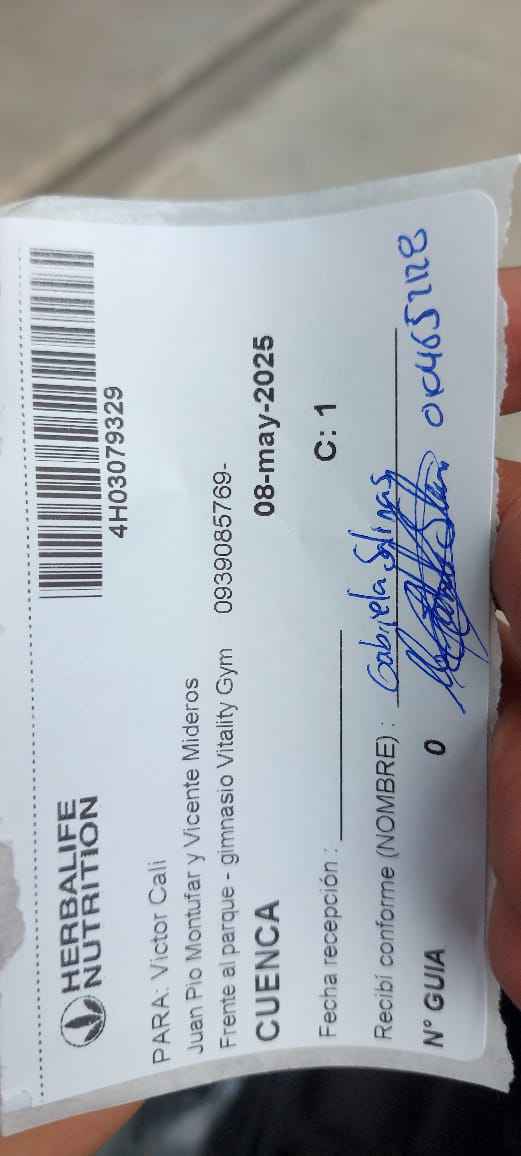 HERBALIFE
NUTRITION
4H03079329
PARA: Victor Cali
Juan Pio Montufar y Vicente Mideros
Frente al parque - gimnasio Vitality Gym 0939085769-
CUENCA 08-may-2025
Fecha recepción : C: 1
Recibí conforme (NOMBRE) : Gabriela Salinas
Nº GUIA 0